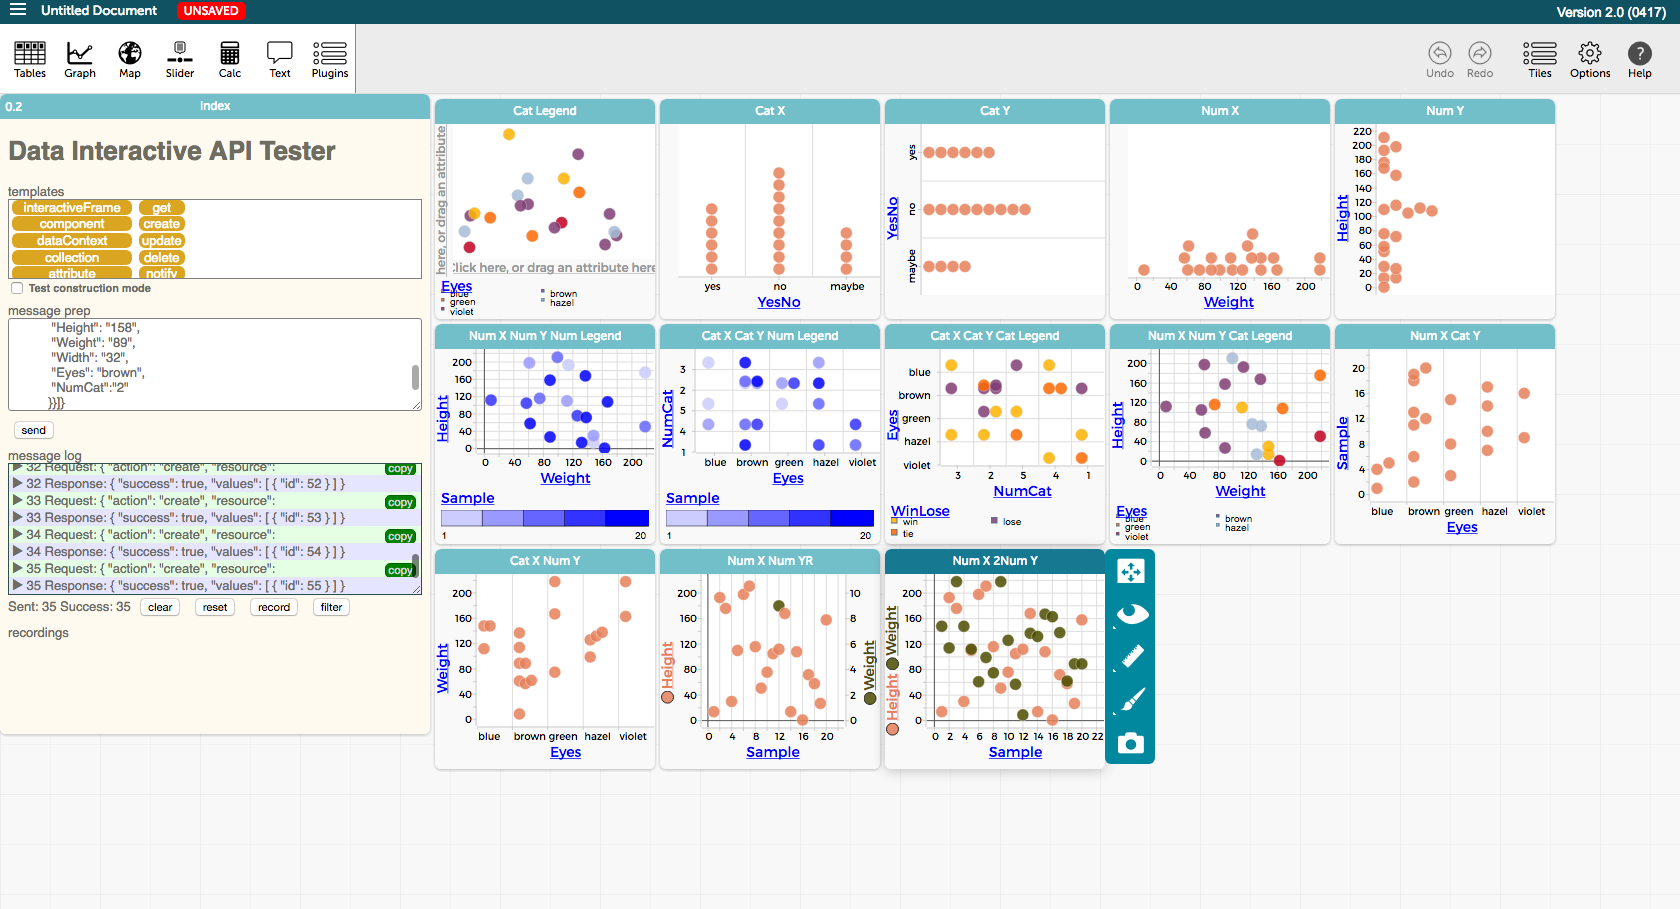 Untitled Document UNSAVED Version 2.0 (0417)
Tables Graph Map Slider Calc Text Plugins Undo Redo Tiles Options Help
0.2 Index
Data Interactive API Tester
templates
interactiveFrame get
component create
dataContext update
collection delete
attribute notify
Test construction mode
message prep
"Height": "158",
"Weight": "89",
"Width": "32",
"Eyes": "brown",
"NumCat":"2"
}}]}
send
message log
32 Request: { "action": "create", "resource": copy
32 Response: { "success": true, "values": [ { "id": 52 } ] }
33 Request: { "action": "create", "resource": copy
33 Response: { "success": true, "values": [ { "id": 53 } ] }
34 Request: { "action": "create", "resource": copy
34 Response: { "success": true, "values": [ { "id": 54 } ] }
35 Request: { "action": "create", "resource": copy
35 Response: { "success": true, "values": [ { "id": 55 } ] }
Sent: 35 Success: 35 clear reset record filter
recordings
Cat Legend
here, or drag an attribute
Click here, or drag an attribute here
Eyes
blue brown
green hazel
violet
Cat X
yes no maybe
YesNo
Cat Y
YesNo
yes
no
maybe
Num X
0 40 80 120 160 200
Weight
Num Y
Height
220
200
180
160
140
120
100
80
60
40
20
0
Num X Num Y Num Legend
Height
200
160
120
80
40
0
0 40 80 120 160 200
Weight
Sample
1 20
Cat X Cat Y Num Legend
NumCat
3
2
5
4
1
blue brown green hazel violet
Eyes
Sample
1 20
Cat X Cat Y Cat Legend
Eyes
blue
brown
green
hazel
violet
3 2 5 4 1
NumCat
WinLose
win lose
tie
Num X Num Y Cat Legend
Height
200
160
120
80
40
0
0 40 80 120 160 200
Weight
Eyes
blue brown
green hazel
violet
Num X Cat Y
Sample
20
16
12
8
4
0
blue brown green hazel violet
Eyes
Cat X Num Y
Weight
200
160
120
80
40
0
blue brown green hazel violet
Eyes
Num X Num YR
Height
200
160
120
80
40
0
10
8
6
4
2
0
Weight
0 4 8 12 16 20
Sample
Num X 2Num Y
Height Weight
200
160
120
80
40
0
0 2 4 6 8 10 12 14 16 18 20 22
Sample